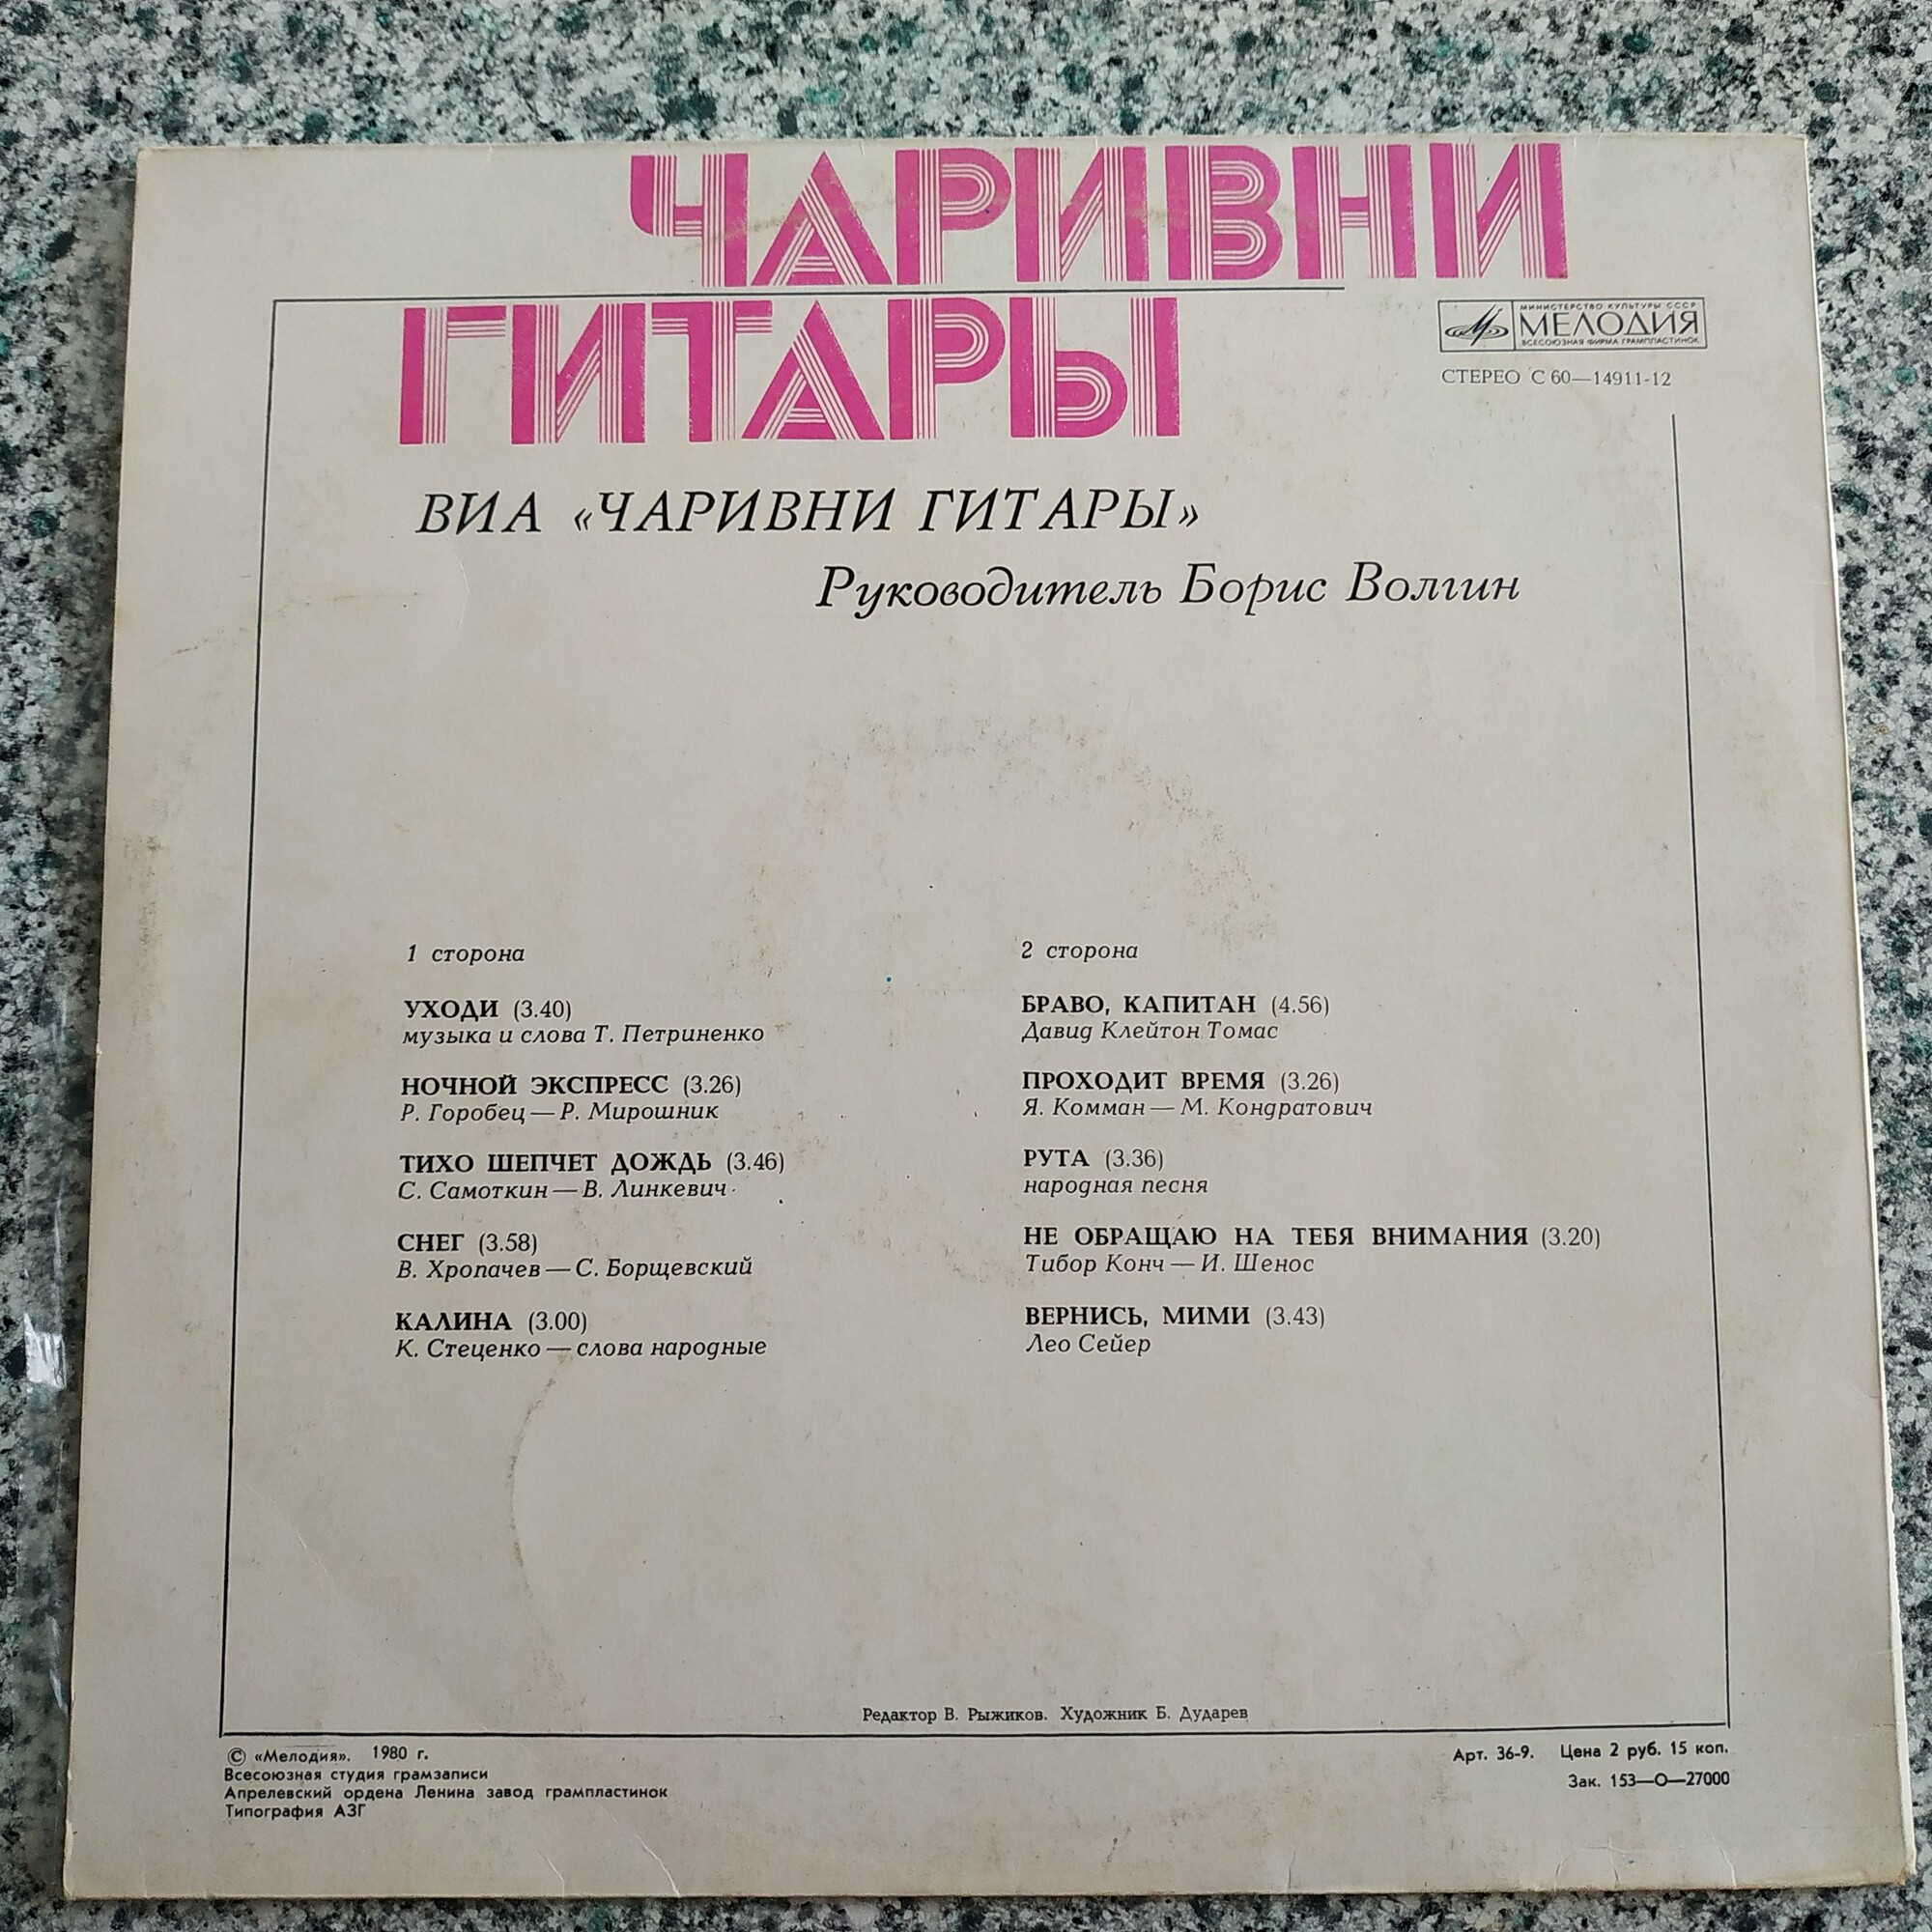 ЧАРИВНИ
ГИТАРЫ
МИНИСТЕРСТВО КУЛЬТУРЫ СССР
МЕЛОДИЯ
ВСЕСОЮЗНАЯ ФИРМА ГРАМПЛАСТИНОК
СТЕРЕО С 60—14911-12
ВИА «ЧАРИВНИ ГИТАРЫ»
Руководитель Борис Волгин
1 сторона
УХОДИ (3.40)
музыка и слова Т. Петриненко
НОЧНОЙ ЭКСПРЕСС (3.26)
Р. Горобец — Р. Мирошник
ТИХО ШЕПЧЕТ ДОЖДЬ (3.46)
С. Самоткин — В. Линкевич
СНЕГ (3.58)
В. Хропачев — С. Борщевский
КАЛИНА (3.00)
К. Стеценко — слова народные
2 сторона
БРАВО, КАПИТАН (4.56)
Давид Клейтон Томас
ПРОХОДИТ ВРЕМЯ (3.26)
Я. Комман — М. Кондратович
РУТА (3.36)
народная песня
НЕ ОБРАЩАЮ НА ТЕБЯ ВНИМАНИЯ (3.20)
Тибор Конч — И. Шенос
ВЕРНИСЬ, МИМИ (3.43)
Лео Сейер
Редактор В. Рыжиков. Художник Б. Дударев
© «Мелодия». 1980 г.
Всесоюзная студия грамзаписи
Апрелевский ордена Ленина завод грампластинок
Типография АЗГ
Арт. 36-9. Цена 2 руб. 15 коп.
Зак. 153—О—27000